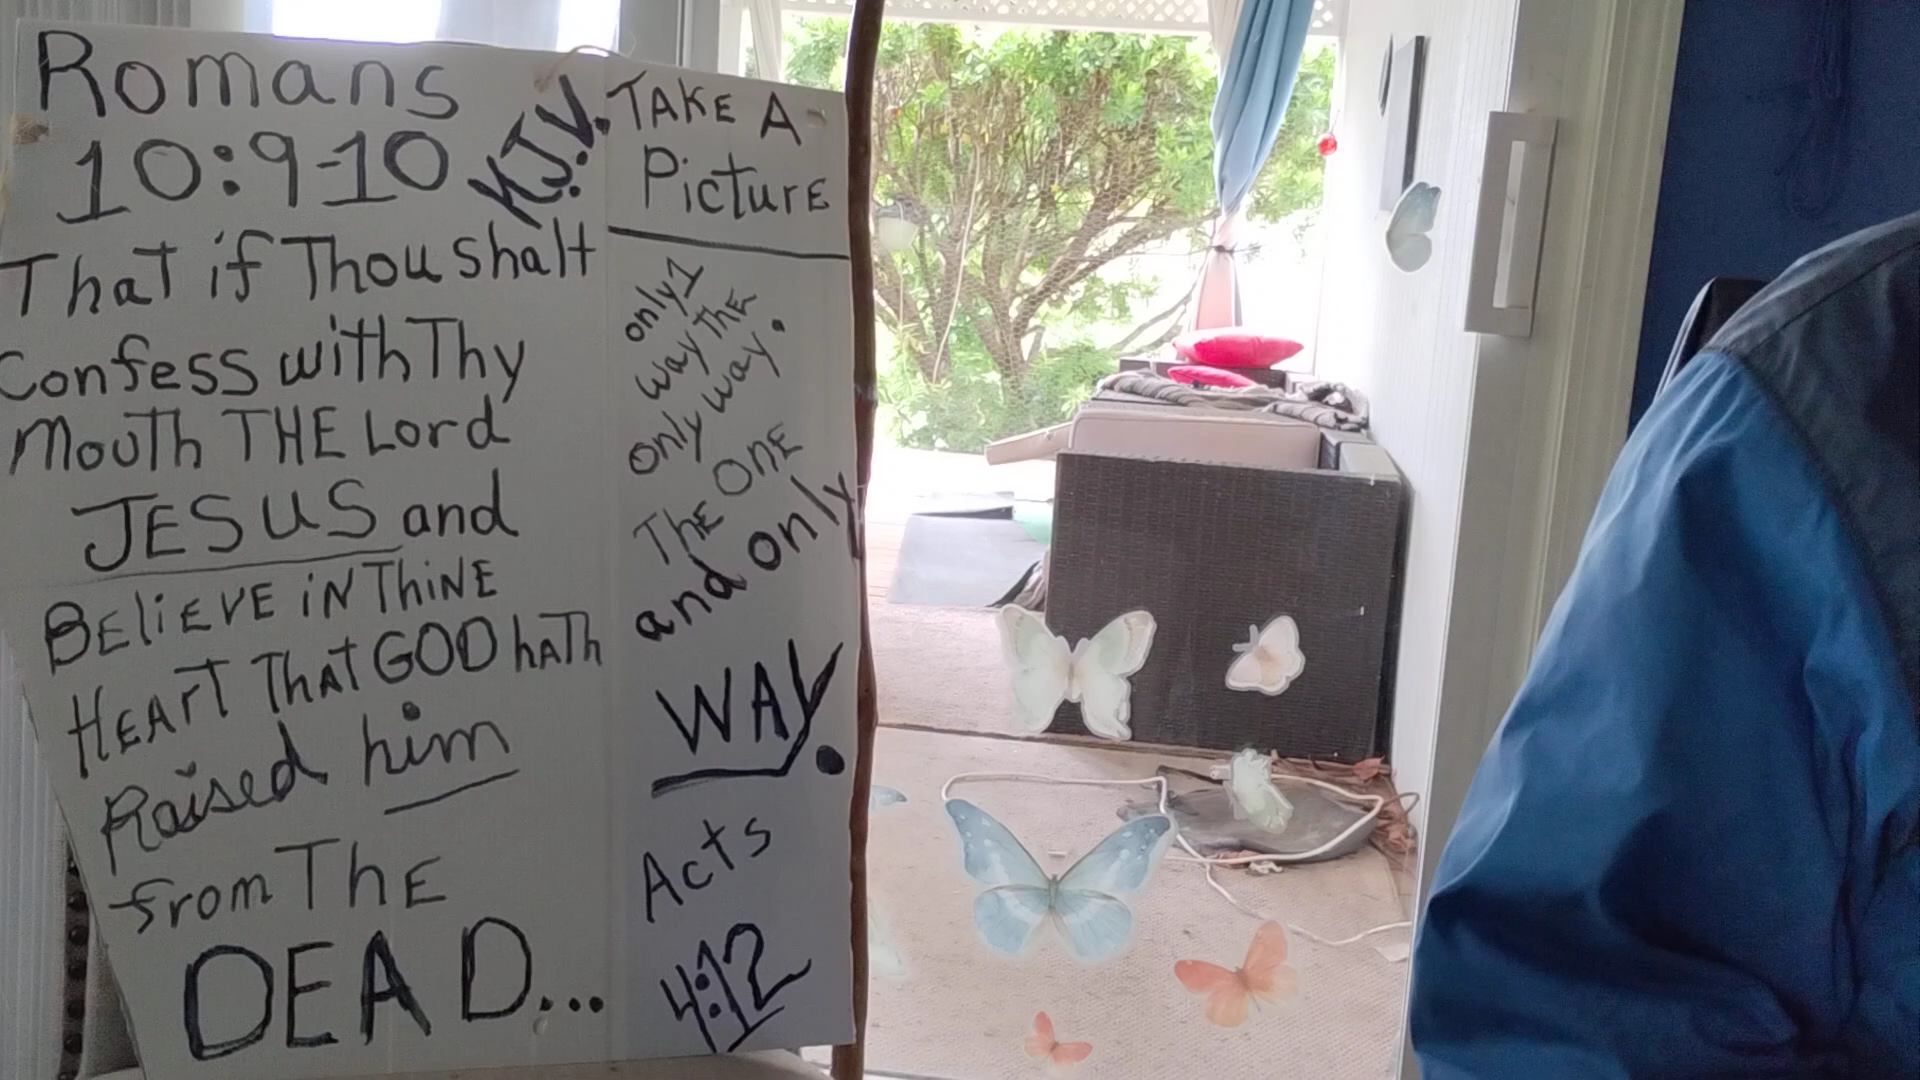 Romans
10:9-10 K.J.V.
That if Thou shalt
Confess with Thy
Mouth THE Lord
JESUS and
BELiEVE iN ThiNE
HEArT ThAT GOD hATh
Raised him
from ThE
DEAD...
TAKE A
PicturE
only 1
way thE
only way.
ThE ONE
and only
WAY.
Acts
4:12